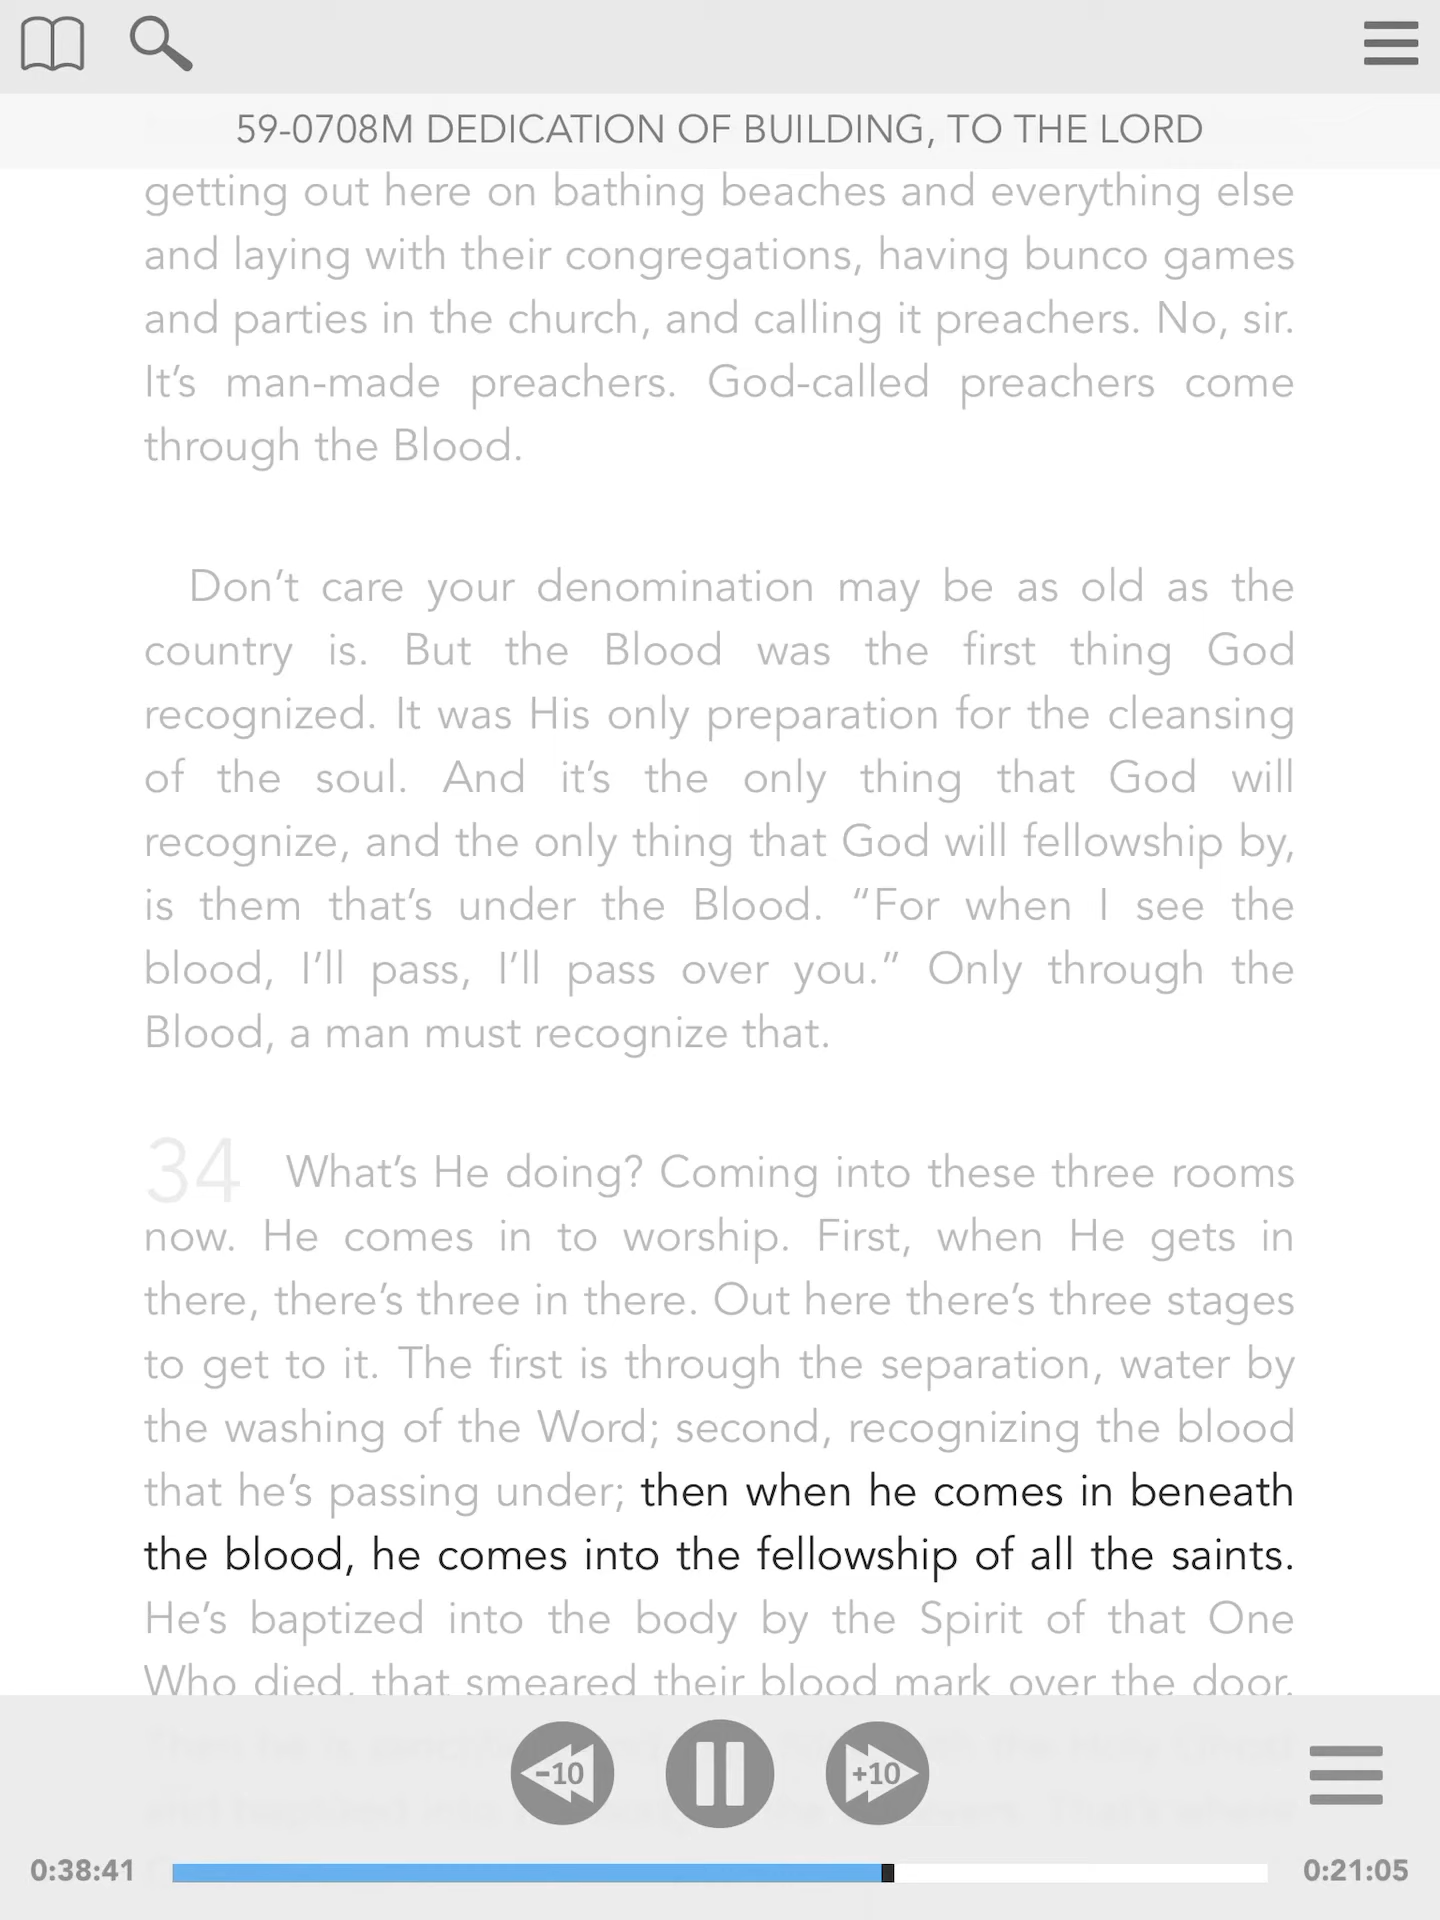 59-0708M DEDICATION OF BUILDING, TO THE LORD
getting out here on bathing beaches and everything else
and laying with their congregations, having bunco games
and parties in the church, and calling it preachers. No, sir.
It’s man-made preachers. God-called preachers come
through the Blood.
Don’t care your denomination may be as old as the
country is. But the Blood was the first thing God
recognized. It was His only preparation for the cleansing
of the soul. And it’s the only thing that God will
recognize, and the only thing that God will fellowship by,
is them that’s under the Blood. “For when I see the
blood, I’ll pass, I’ll pass over you.” Only through the
Blood, a man must recognize that.
34 What’s He doing? Coming into these three rooms
now. He comes in to worship. First, when He gets in
there, there’s three in there. Out here there’s three stages
to get to it. The first is through the separation, water by
the washing of the Word; second, recognizing the blood
that he’s passing under; then when he comes in beneath
the blood, he comes into the fellowship of all the saints.
He’s baptized into the body by the Spirit of that One
Who died, that smeared their blood mark over the door.
-10 +10
0:38:41 0:21:05